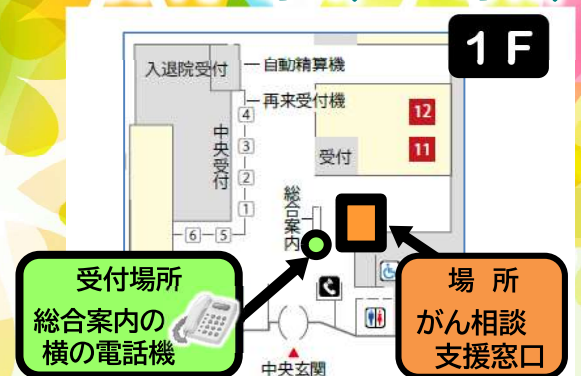 1F
入退院受付
自動精算機
再来受付機
中央受付
4
3
2
1
6
5
12
11
受付
総合案内
受付場所
総合案内の
横の電話機
場 所
がん相談
支援窓口
中央玄関